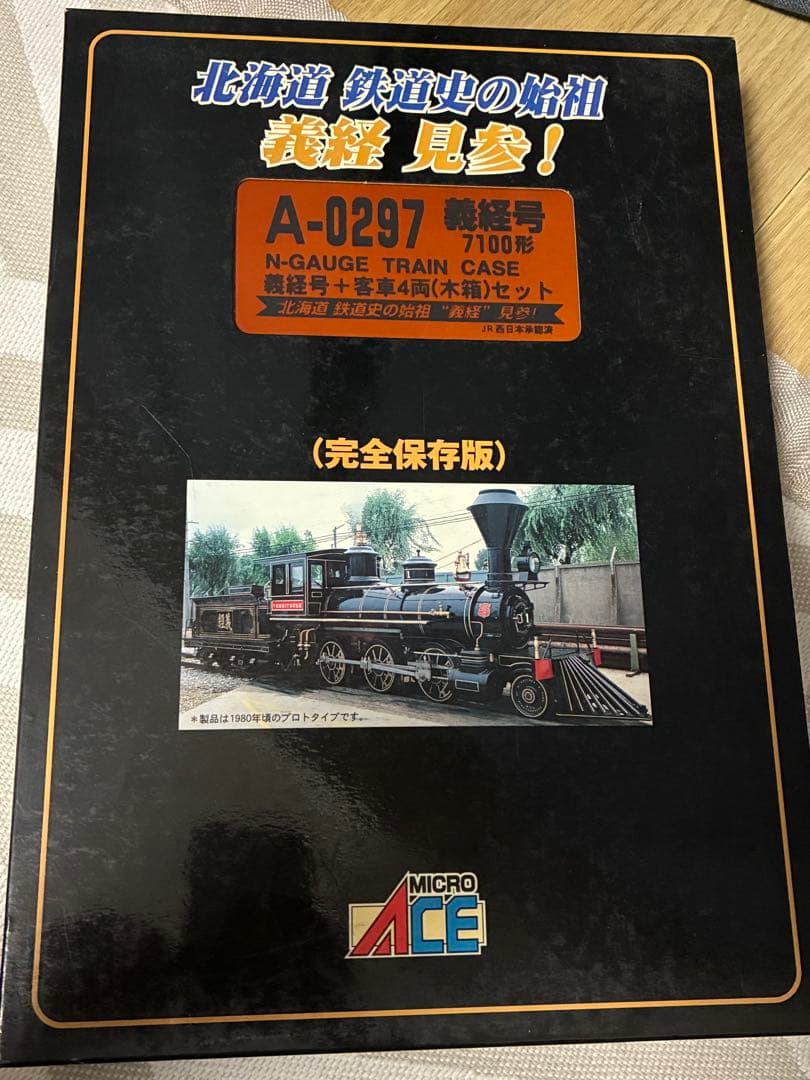 北海道 鉄道史の始祖
義経 見参!
A-0297 義経号
7100形
N-GAUGE TRAIN CASE
義経号+客車4両(木箱)セット
北海道 鉄道史の始祖 "義経" 見参!
JR西日本承認済
(完全保存版)
*製品は1980年頃のプロトタイプです。
MICRO
ACE